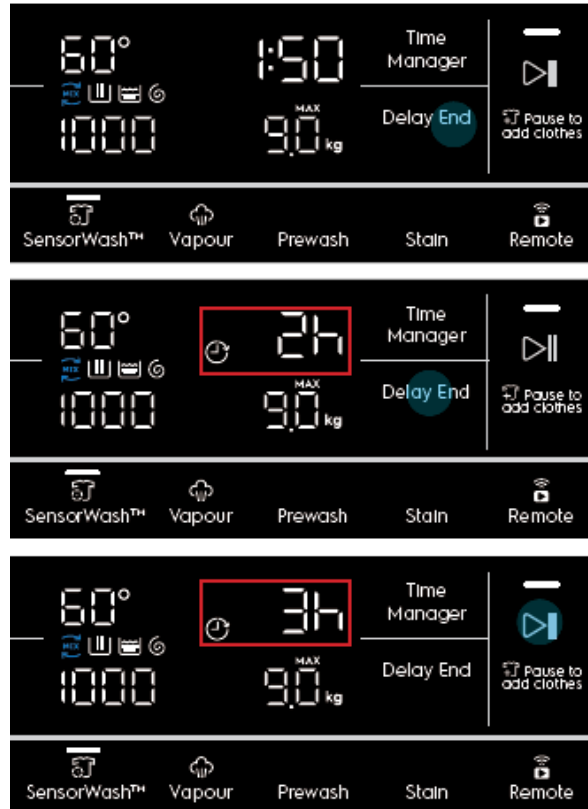 60° 1:50 Time Manager
MIX
1000 MAX 9.0 kg Delay End Pause to add clothes
SensorWash™ Vapour Prewash Stain Remote
60° 2h Time Manager
MIX
1000 MAX 9.0 kg Delay End Pause to add clothes
SensorWash™ Vapour Prewash Stain Remote
60° 3h Time Manager
MIX
1000 MAX 9.0 kg Delay End Pause to add clothes
SensorWash™ Vapour Prewash Stain Remote